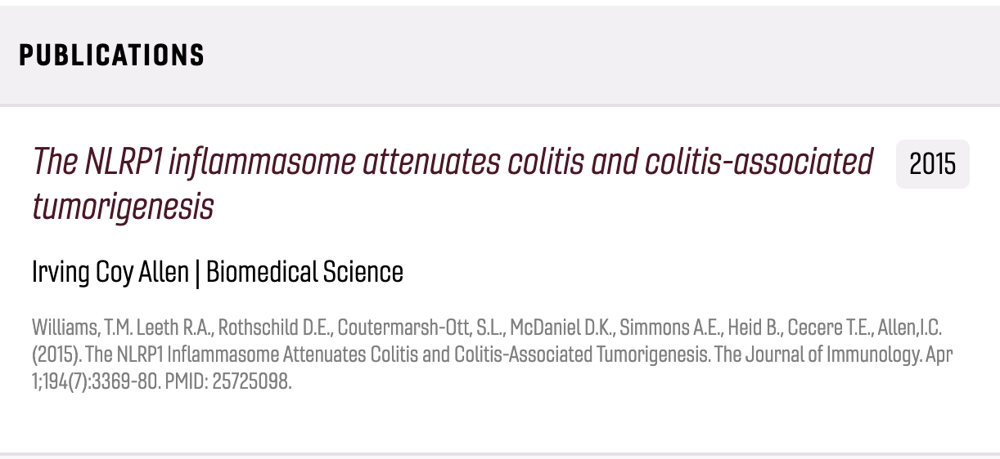 PUBLICATIONS
The NLRP1 inflammasome attenuates colitis and colitis-associated
tumorigenesis
2015
Irving Coy Allen | Biomedical Science
Williams, T.M. Leeth R.A., Rothschild D.E., Coutermarsh-Ott, S.L., McDaniel D.K., Simmons A.E., Heid B., Cecere T.E., Allen,I.C.
(2015). The NLRP1 Inflammasome Attenuates Colitis and Colitis-Associated Tumorigenesis. The Journal of Immunology. Apr
1;194(7):3369-80. PMID: 25725098.